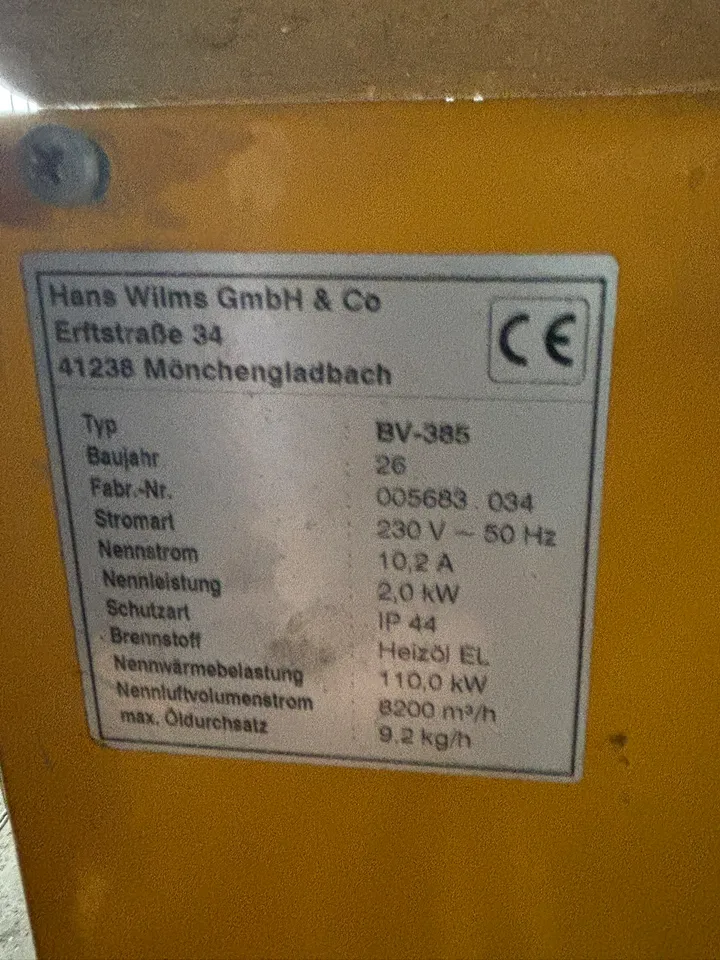 Hans Wilms GmbH & Co
Erftstraße 34
41238 Mönchengladbach
CE
Typ : BV-385
Baujahr : 26
Fabr.-Nr. : 005683 . 034
Stromart : 230 V ~ 50 Hz
Nennstrom : 10,2 A
Nennleistung : 2,0 kW
Schutzart : IP 44
Brennstoff : Heizöl EL
Nennwärmebelastung : 110,0 kW
Nennluftvolumenstrom : 8200 m³/h
max. Öldurchsatz : 9,2 kg/h